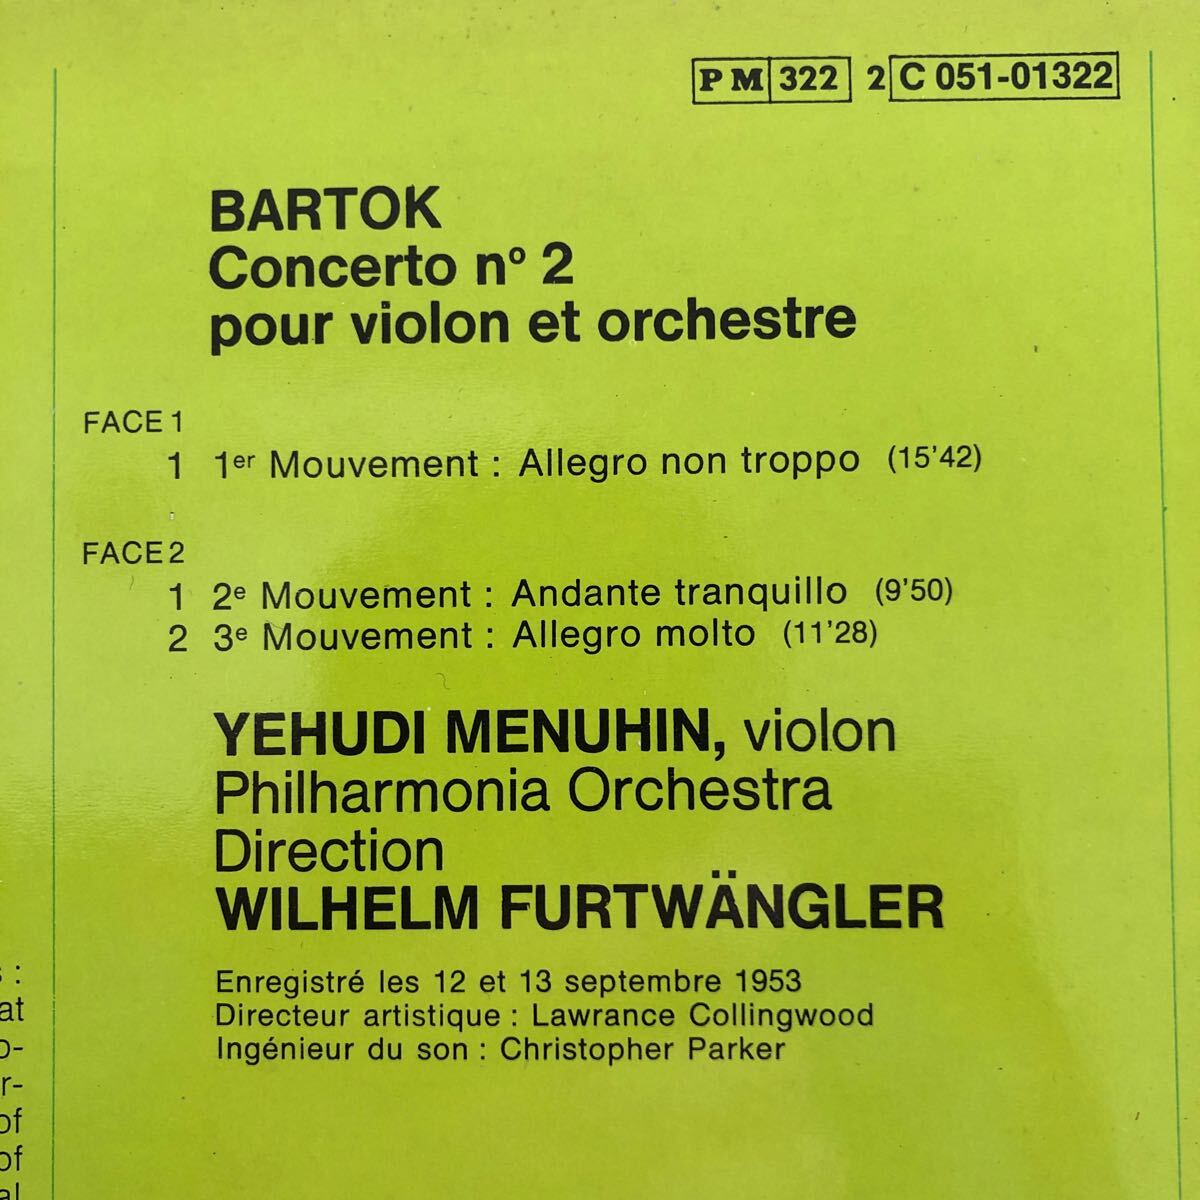 PM 322 2 C 051-01322
BARTOK
Concerto nº 2
pour violon et orchestre
FACE 1
1 1er Mouvement : Allegro non troppo (15'42)
FACE 2
1 2e Mouvement : Andante tranquillo (9'50)
2 3e Mouvement : Allegro molto (11'28)
YEHUDI MENUHIN, violon
Philharmonia Orchestra
Direction
WILHELM FURTWÄNGLER
Enregistré les 12 et 13 septembre 1953
Directeur artistique : Lawrance Collingwood
Ingénieur du son : Christopher Parker
of
of